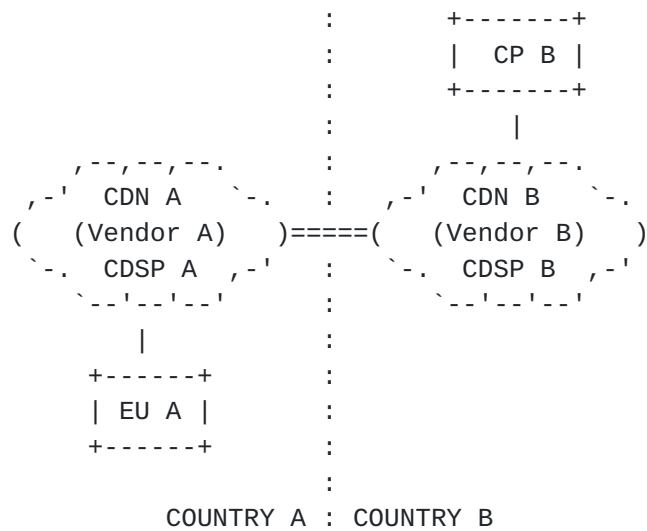 :       +-------+
:       |  CP B |
:       +-------+
:           |
,--,--,--.       :      ,--,--,--.
,-'  CDN A   `-.   :   ,-'  CDN B   `-.
(   (Vendor A)   )=====(   (Vendor B)   )
`-.  CDSP A  ,-'   :   `-.  CDSP B ,-'
`--'--'--'       :      `--'--'--'
|           :
+------+       :
| EU A |       :
+------+       :
:
COUNTRY A : COUNTRY B